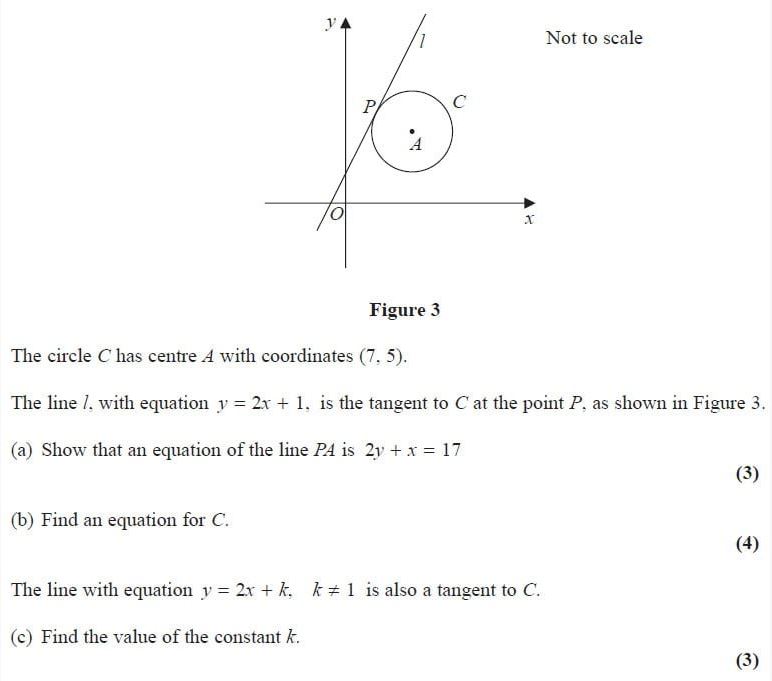 y
l
Not to scale
P
C
A
O
x
Figure 3
The circle C has centre A with coordinates (7, 5).
The line l, with equation y = 2x + 1, is the tangent to C at the point P, as shown in Figure 3.
(a) Show that an equation of the line PA is 2y + x = 17
(3)
(b) Find an equation for C.
(4)
The line with equation y = 2x + k, k ≠ 1 is also a tangent to C.
(c) Find the value of the constant k.
(3)